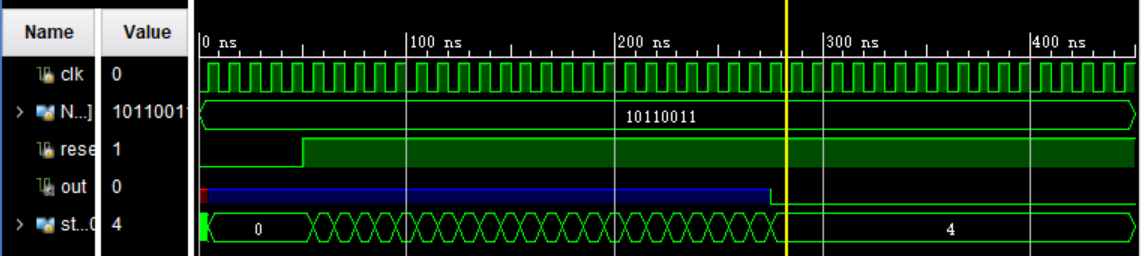 Name Value 0 ns 100 ns 200 ns 300 ns 400 ns
clk 0
N...] 1011001 10110011
rese 1
out 0
st...0 4 0 4